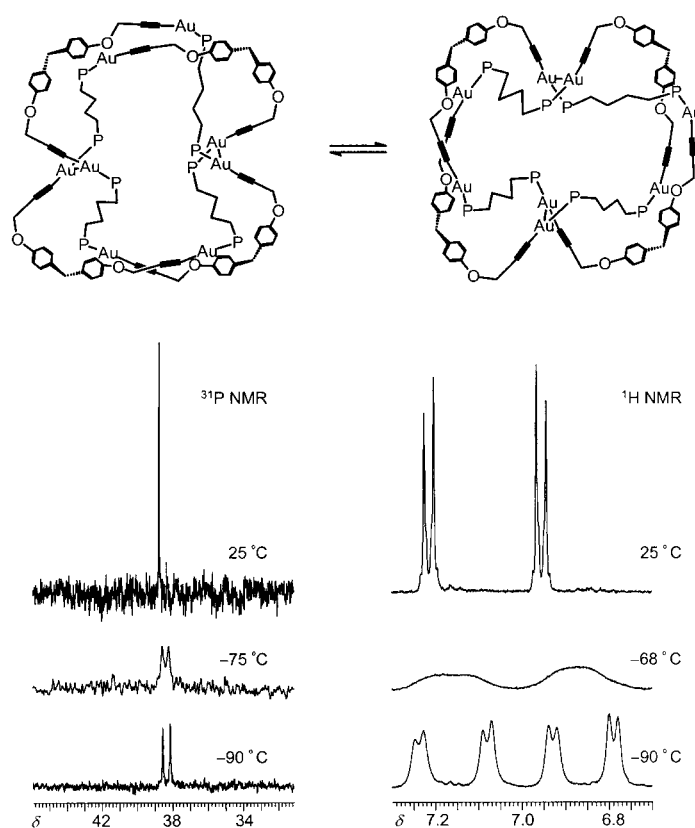 O
Au
P
O
Au
Au
O
P
O
P
Au
P
Au
P
Au
Au
P
O
P
P
Au
Au
O
O
O
O
O
O
Au
Au
P
P
P
P
Au
O
Au
O
O
Au
P
P
Au
O
P
Au
P
Au
O
O
31P NMR
1H NMR
25 °C
25 °C
−75 °C
−68 °C
−90 °C
−90 °C
δ 42 38 34
δ 7.2 7.0 6.8